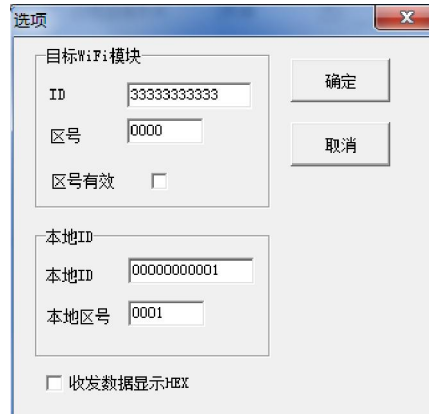 选项
目标WiFi模块
ID 33333333333
确定
区号 0000
取消
区号有效
本地ID
本地ID 00000000001
本地区号 0001
收发数据显示HEX